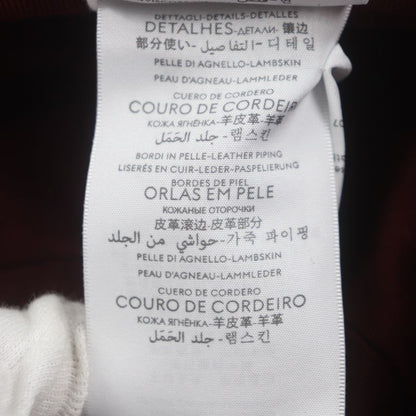 DETTAGLI-DETAILS-DETALLES
DETALHES-ДЕТАЛИ-镶边
部分使い-التفاصيل-디테일
PELLE DI AGNELLO-LAMBSKIN
PEAU D'AGNEAU-LAMMLEDER
CUERO DE CORDERO
COURO DE CORDEIRO
КОЖА ЯГНЁНКА-羊皮革-羊革
램스킨-جلد الحَمَل
BORDI IN PELLE-LEATHER PIPING
LISERÉS EN CUIR-LEDER-PASPELIERUNG
BORDES DE PIEL
ORLAS EM PELE
КОЖАНЫЕ ОТОРОЧКИ
皮革滚边-皮革部分
가죽 파이핑-حواشي من الجلد
PELLE DI AGNELLO-LAMBSKIN
PEAU D'AGNEAU-LAMMLEDER
CUERO DE CORDERO
COURO DE CORDEIRO
КОЖА ЯГНЁНКА-羊皮革-羊革
램스킨-جلد الحَمَل